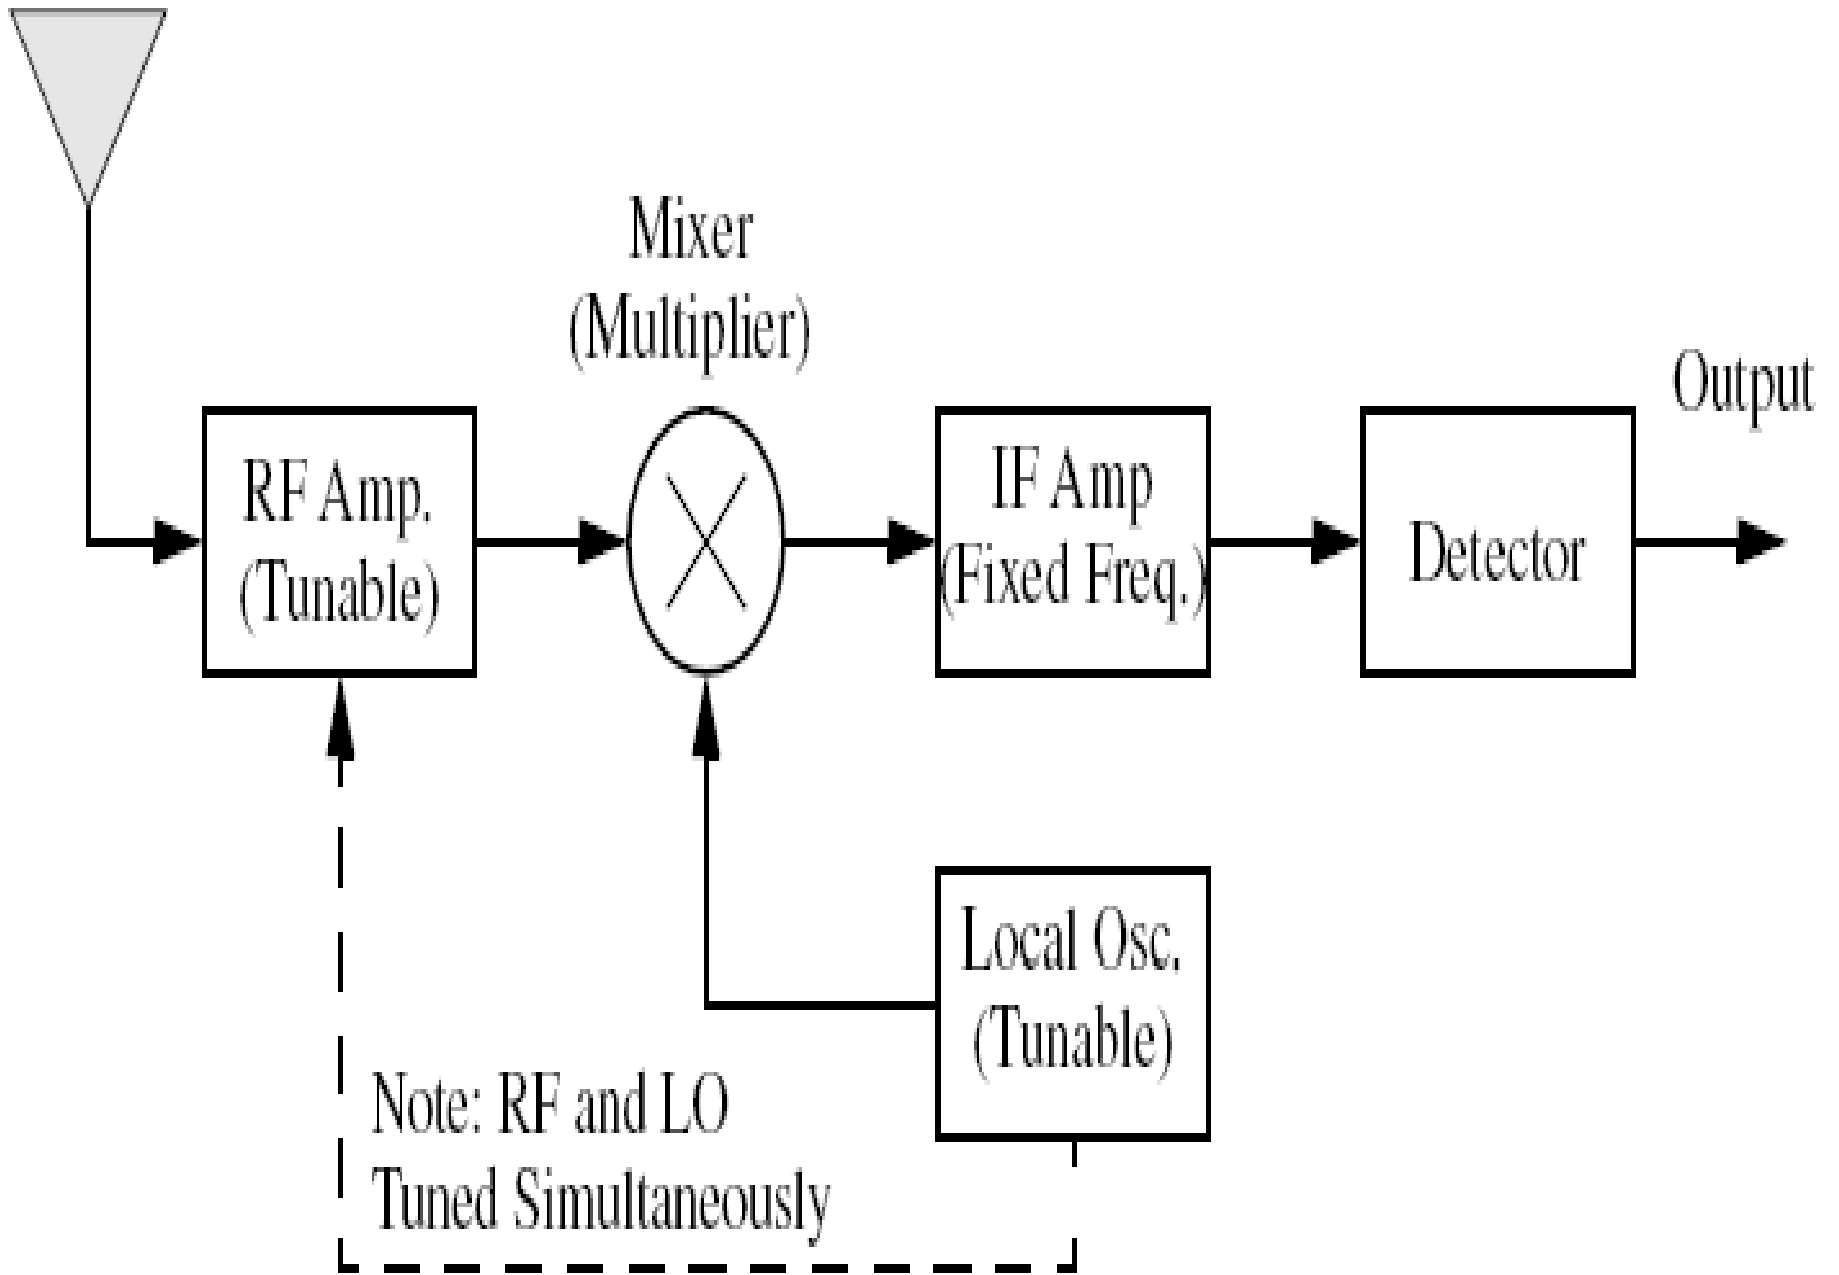 Mixer
(Multiplier)
Output
RF Amp.
(Tunable)
IF Amp
(Fixed Freq.)
Detector
Local Osc.
(Tunable)
Note: RF and LO
Tuned Simultaneously